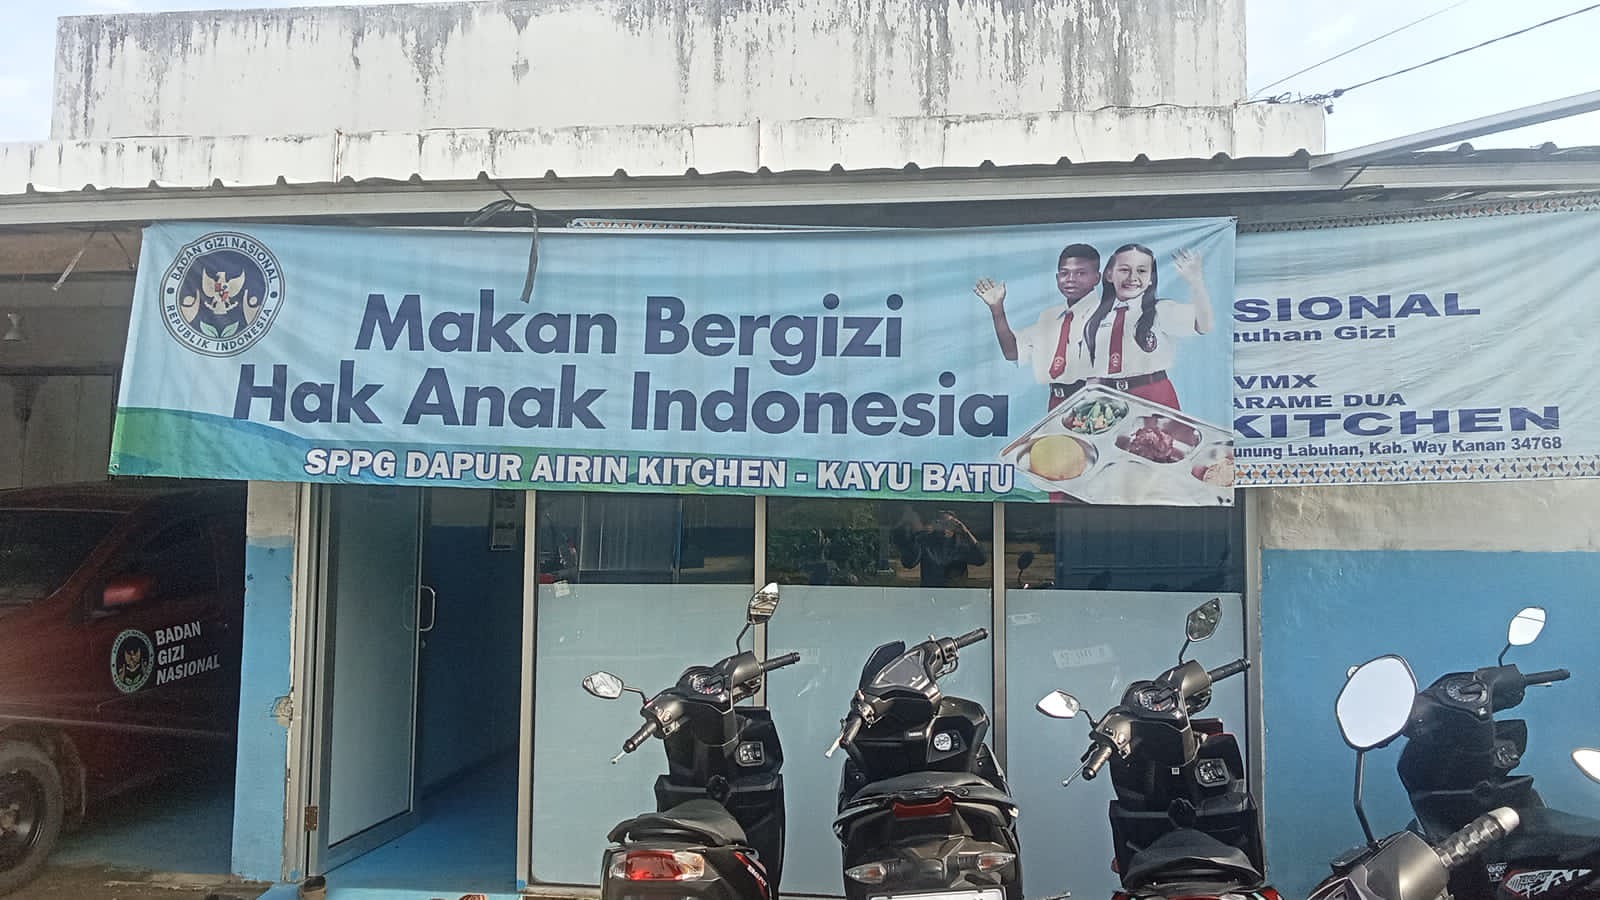 BADAN GIZI NASIONAL
REPUBLIK INDONESIA
Makan Bergizi
Hak Anak Indonesia
SPPG DAPUR AIRIN KITCHEN - KAYU BATU
SIONAL
uhan Gizi
VMX
ARAME DUA
KITCHEN
unung Labuhan, Kab. Way Kanan 34768
BADAN
GIZI
NASIONAL